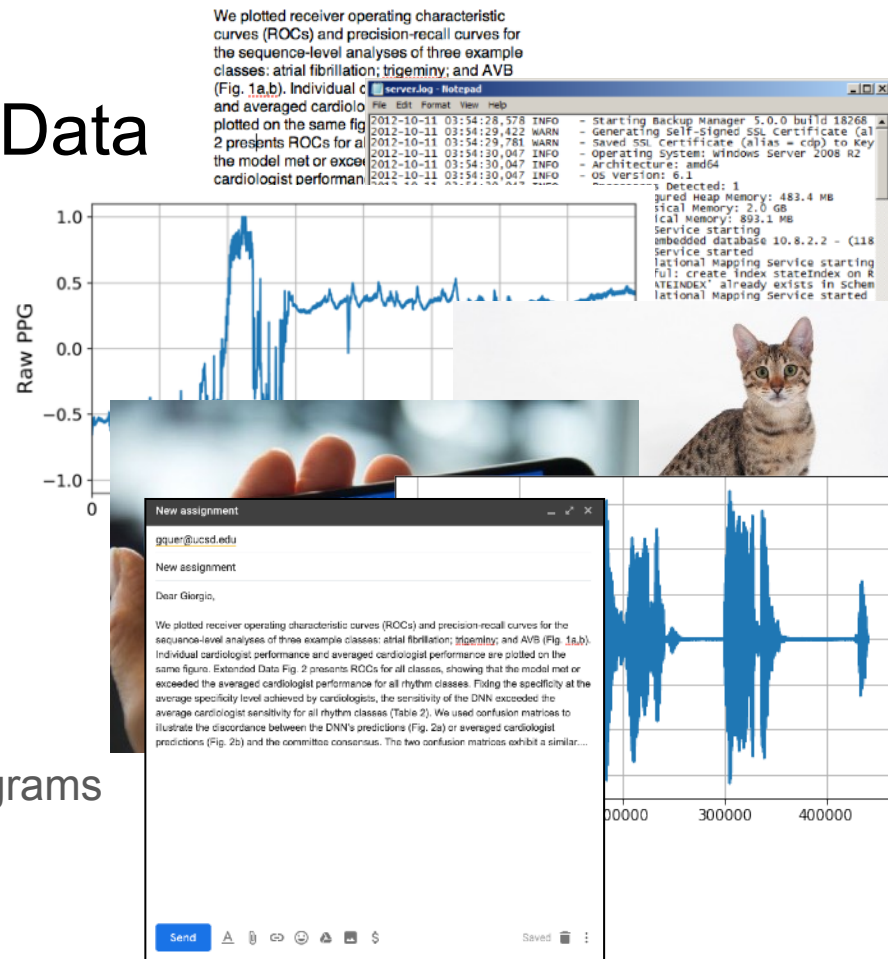 We plotted receiver operating characteristic
curves (ROCs) and precision-recall curves for
the sequence-level analyses of three example
classes: atrial fibrillation; trigeminy; and AVB
(Fig. 1a,b). Individual
and averaged cardiolo
plotted on the same fig
2 presents ROCs for al
the model met or excee
cardiologist performan
Data
server.log - Notepad
File Edit Format View Help
2012-10-11 03:54:28,578 INFO - Starting Backup Manager 5.0.0 build 18268
2012-10-11 03:54:29,422 WARN - Generating Self-Signed SSL Certificate (al
2012-10-11 03:54:29,781 WARN - Saved SSL Certificate (alias = cdp) to Key
2012-10-11 03:54:30,047 INFO - Operating System: Windows Server 2008 R2
2012-10-11 03:54:30,047 INFO - Architecture: amd64
2012-10-11 03:54:30,047 INFO - OS Version: 6.1
s Detected: 1
gured Heap Memory: 483.4 MB
sical Memory: 2.0 GB
ical Memory: 893.1 MB
Service starting
embedded database 10.8.2.2 - (118
Service started
lational Mapping Service starting
ful: create index stateIndex on R
ATEINDEX' already exists in Schem
lational Mapping Service started
1.0
0.5
0.0
−0.5
−1.0
Raw PPG
0
New assignment
gquer@ucsd.edu
New assignment
Dear Giorgio,
We plotted receiver operating characteristic curves (ROCs) and precision-recall curves for the
sequence-level analyses of three example classes: atrial fibrillation; trigeminy; and AVB (Fig. 1a,b).
Individual cardiologist performance and averaged cardiologist performance are plotted on the
same figure. Extended Data Fig. 2 presents ROCs for all classes, showing that the model met or
exceeded the averaged cardiologist performance for all rhythm classes. Fixing the specificity at the
average specificity level achieved by cardiologists, the sensitivity of the DNN exceeded the
average cardiologist sensitivity for all rhythm classes (Table 2). We used confusion matrices to
illustrate the discordance between the DNN's predictions (Fig. 2a) or averaged cardiologist
predictions (Fig. 2b) and the committee consensus. The two confusion matrices exhibit a similar....
Send
Saved
grams
00000
300000
400000